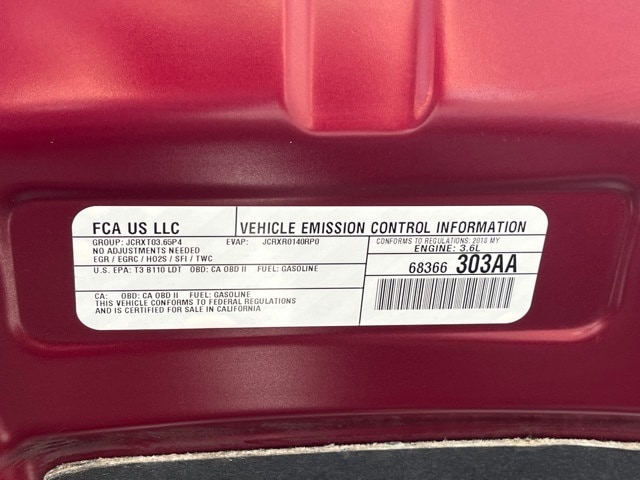 FCA US LLC
VEHICLE EMISSION CONTROL INFORMATION
GROUP: JCRXT03.65P4 EVAP: JCRXR0140RP0
NO ADJUSTMENTS NEEDED
EGR / EGRC / HO2S / SFI / TWC
CONFORMS TO REGULATIONS: 2018 MY
ENGINE: 3.6L
U.S. EPA: T3 B110 LDT OBD: CA OBD II FUEL: GASOLINE
68366 303AA
CA: OBD: CA OBD II FUEL: GASOLINE
THIS VEHICLE CONFORMS TO FEDERAL REGULATIONS
AND IS CERTIFIED FOR SALE IN CALIFORNIA